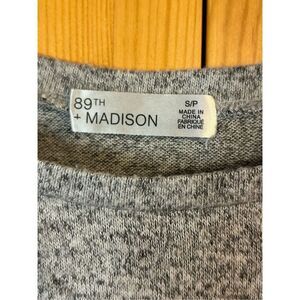 89TH
+ MADISON
S/P
MADE IN
CHINA
FABRIQUÉ
EN CHINE